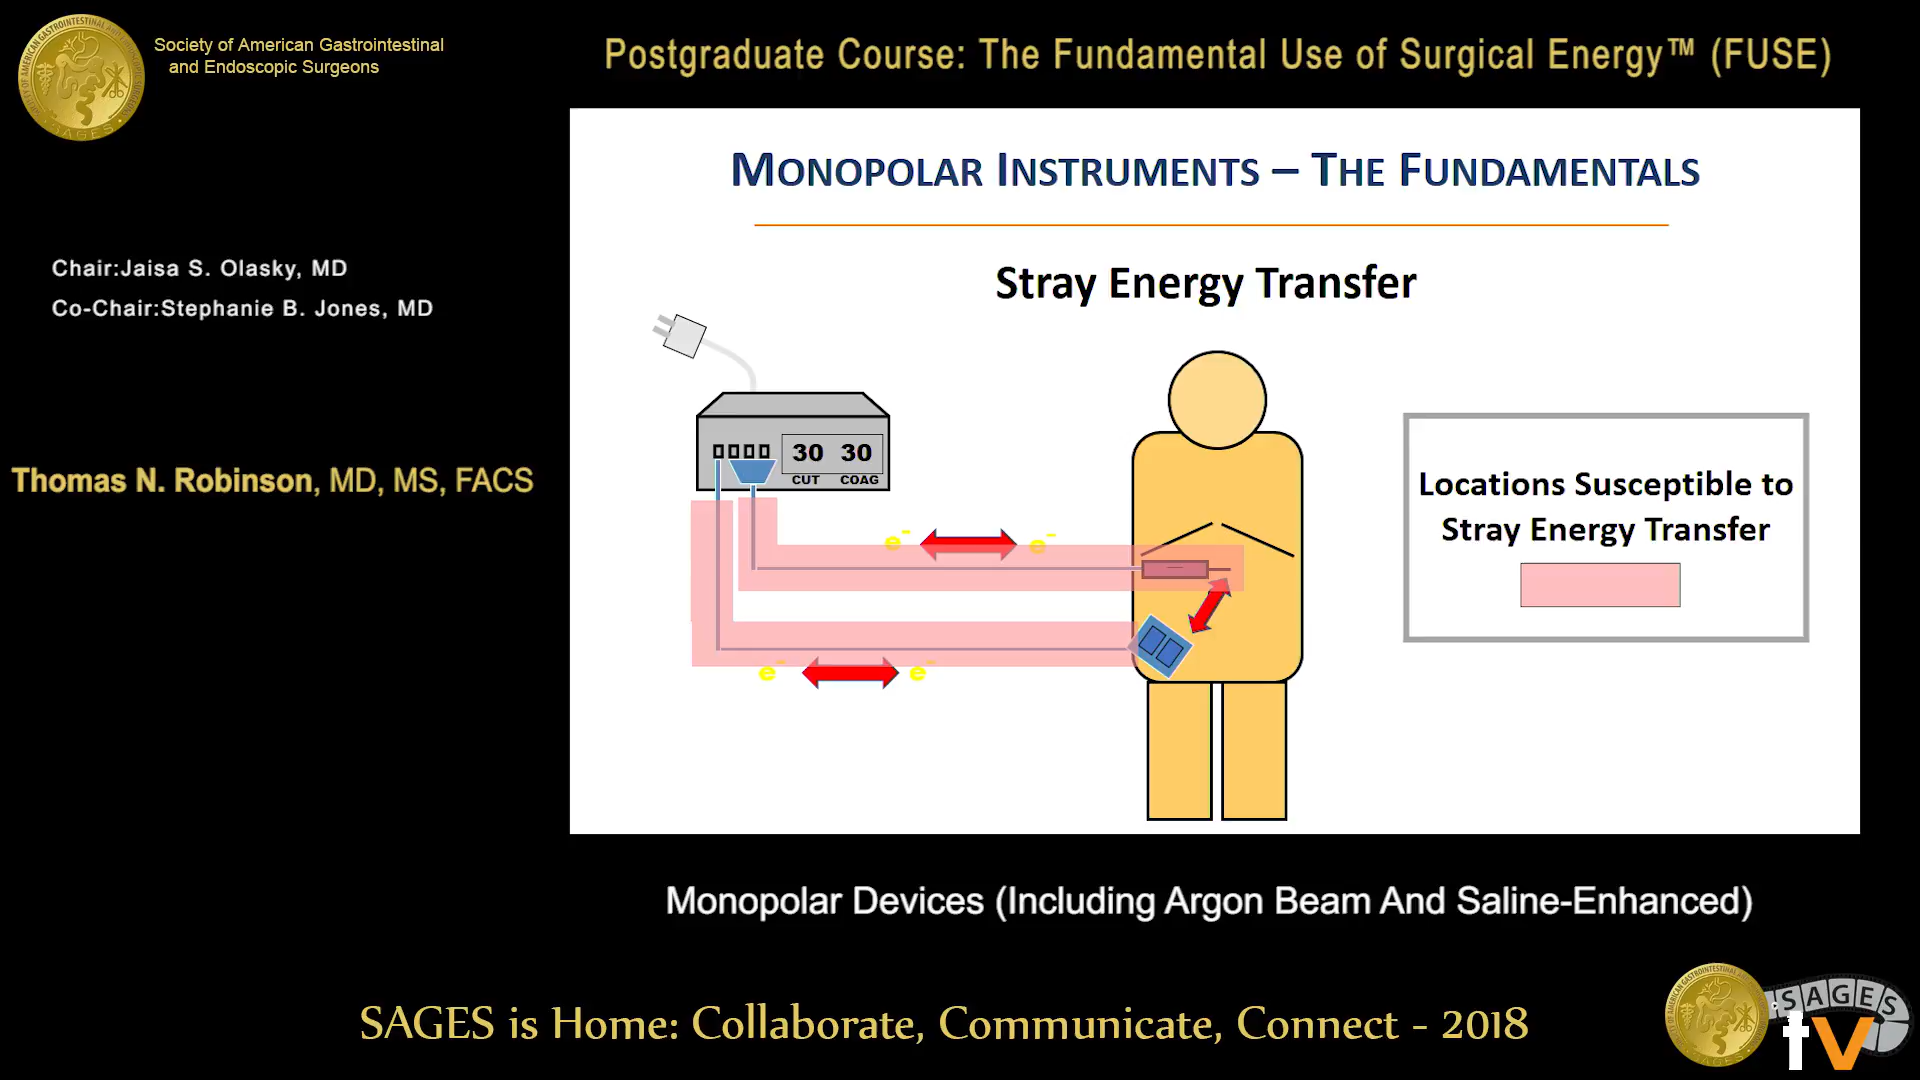 Society of American Gastrointestinal
and Endoscopic Surgeons
Postgraduate Course: The Fundamental Use of Surgical Energy™ (FUSE)
Chair:Jaisa S. Olasky, MD
Co-Chair:Stephanie B. Jones, MD
Thomas N. Robinson, MD, MS, FACS
MONOPOLAR INSTRUMENTS – THE FUNDAMENTALS
Stray Energy Transfer
30 30
CUT COAG
e⁻ e⁻
e⁻ e⁻
Locations Susceptible to
Stray Energy Transfer
Monopolar Devices (Including Argon Beam And Saline-Enhanced)
SAGES is Home: Collaborate, Communicate, Connect - 2018
SAGES
tv